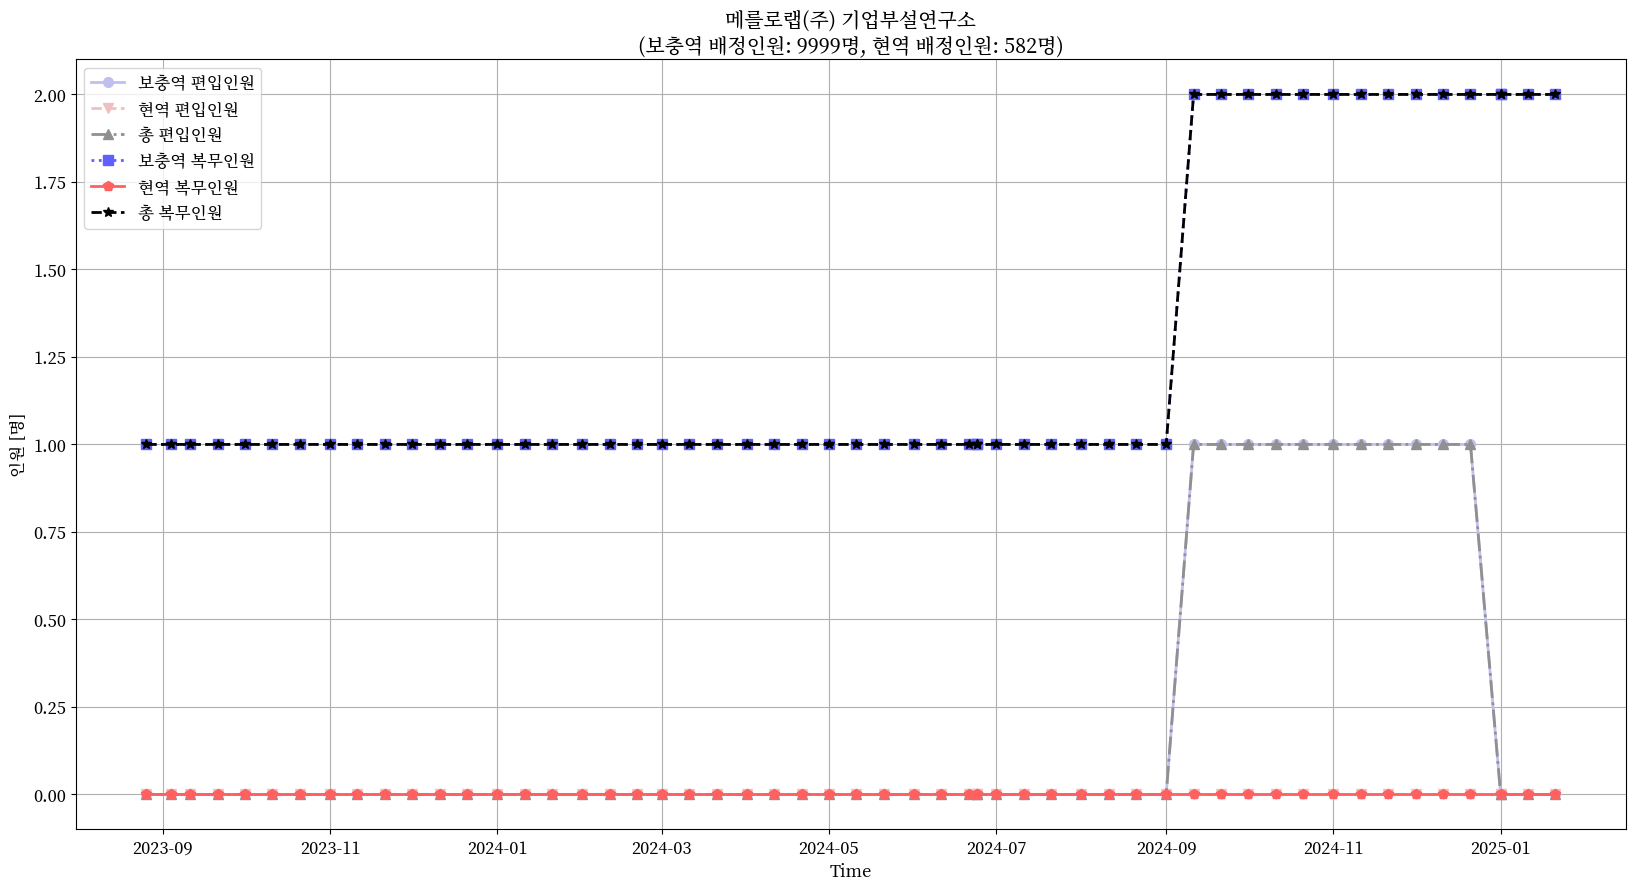 메를로랩(주) 기업부설연구소
(보충역 배정인원: 9999명, 현역 배정인원: 582명)
보충역 편입인원
현역 편입인원
총 편입인원
보충역 복무인원
현역 복무인원
총 복무인원
인원 [명]
2.00
1.75
1.50
1.25
1.00
0.75
0.50
0.25
0.00
2023-09
2023-11
2024-01
2024-03
2024-05
2024-07
2024-09
2024-11
2025-01
Time